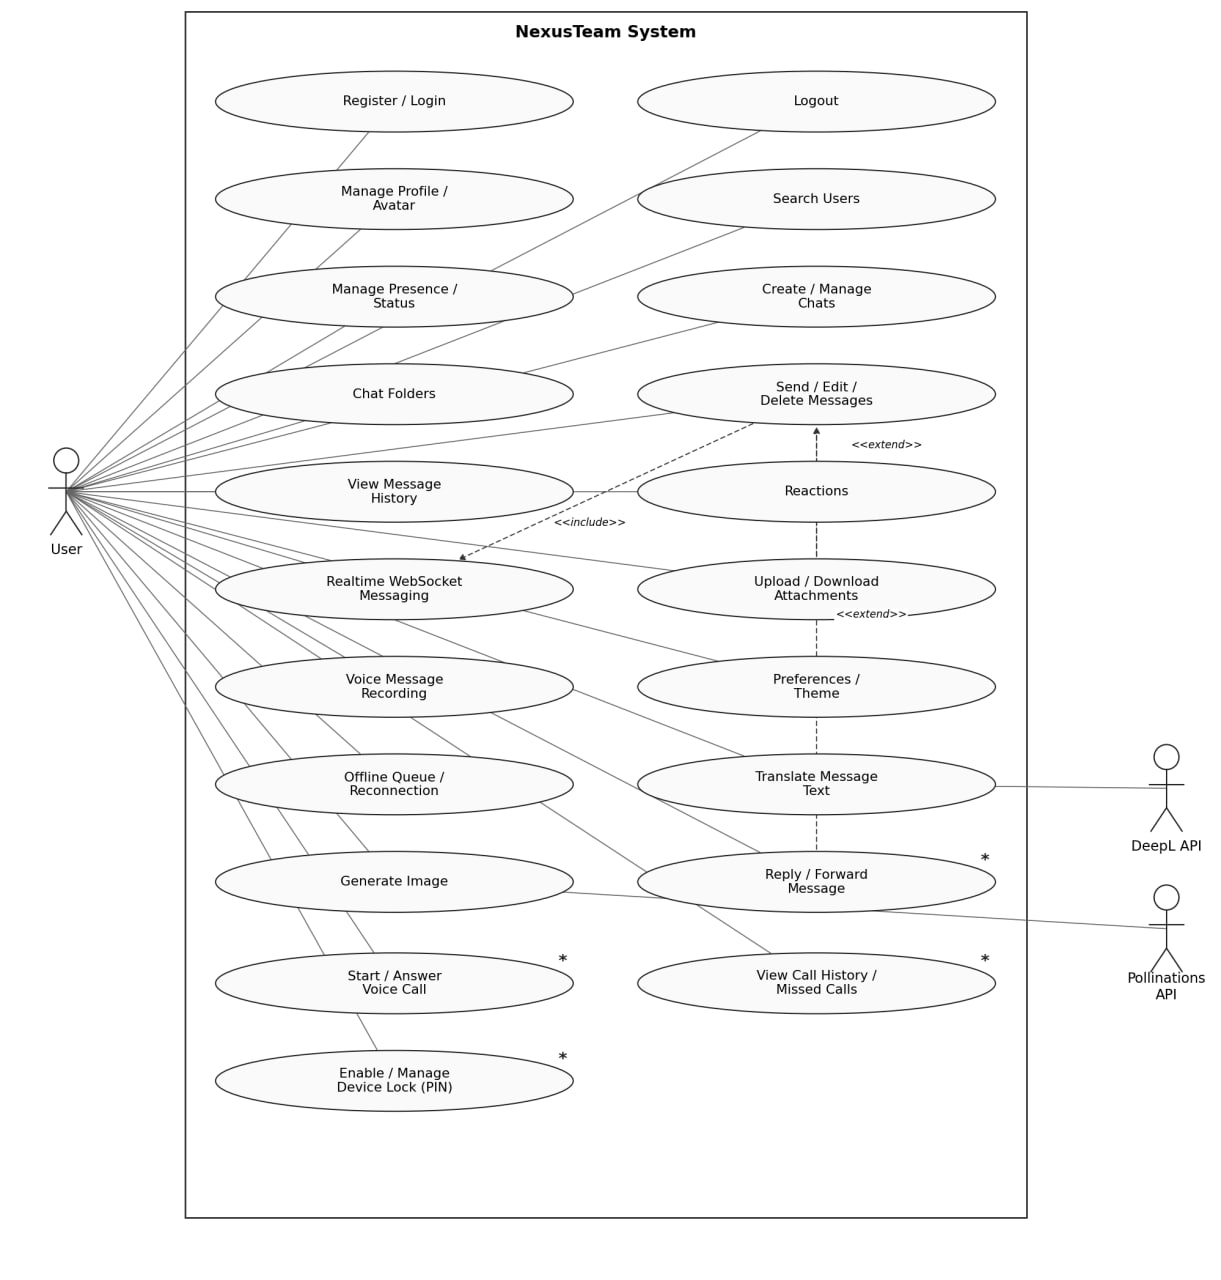 NexusTeam System
Register / Login
Logout
Manage Profile /
Avatar
Search Users
Manage Presence /
Status
Create / Manage
Chats
Chat Folders
Send / Edit /
Delete Messages
<<extend>>
View Message
History
Reactions
<<include>>
User
Realtime WebSocket
Messaging
Upload / Download
Attachments
<<extend>>
Voice Message
Recording
Preferences /
Theme
Offline Queue /
Reconnection
Translate Message
Text
DeepL API
Generate Image
Reply / Forward
Message
*
Pollinations
API
Start / Answer
Voice Call
*
View Call History /
Missed Calls
*
Enable / Manage
Device Lock (PIN)
*